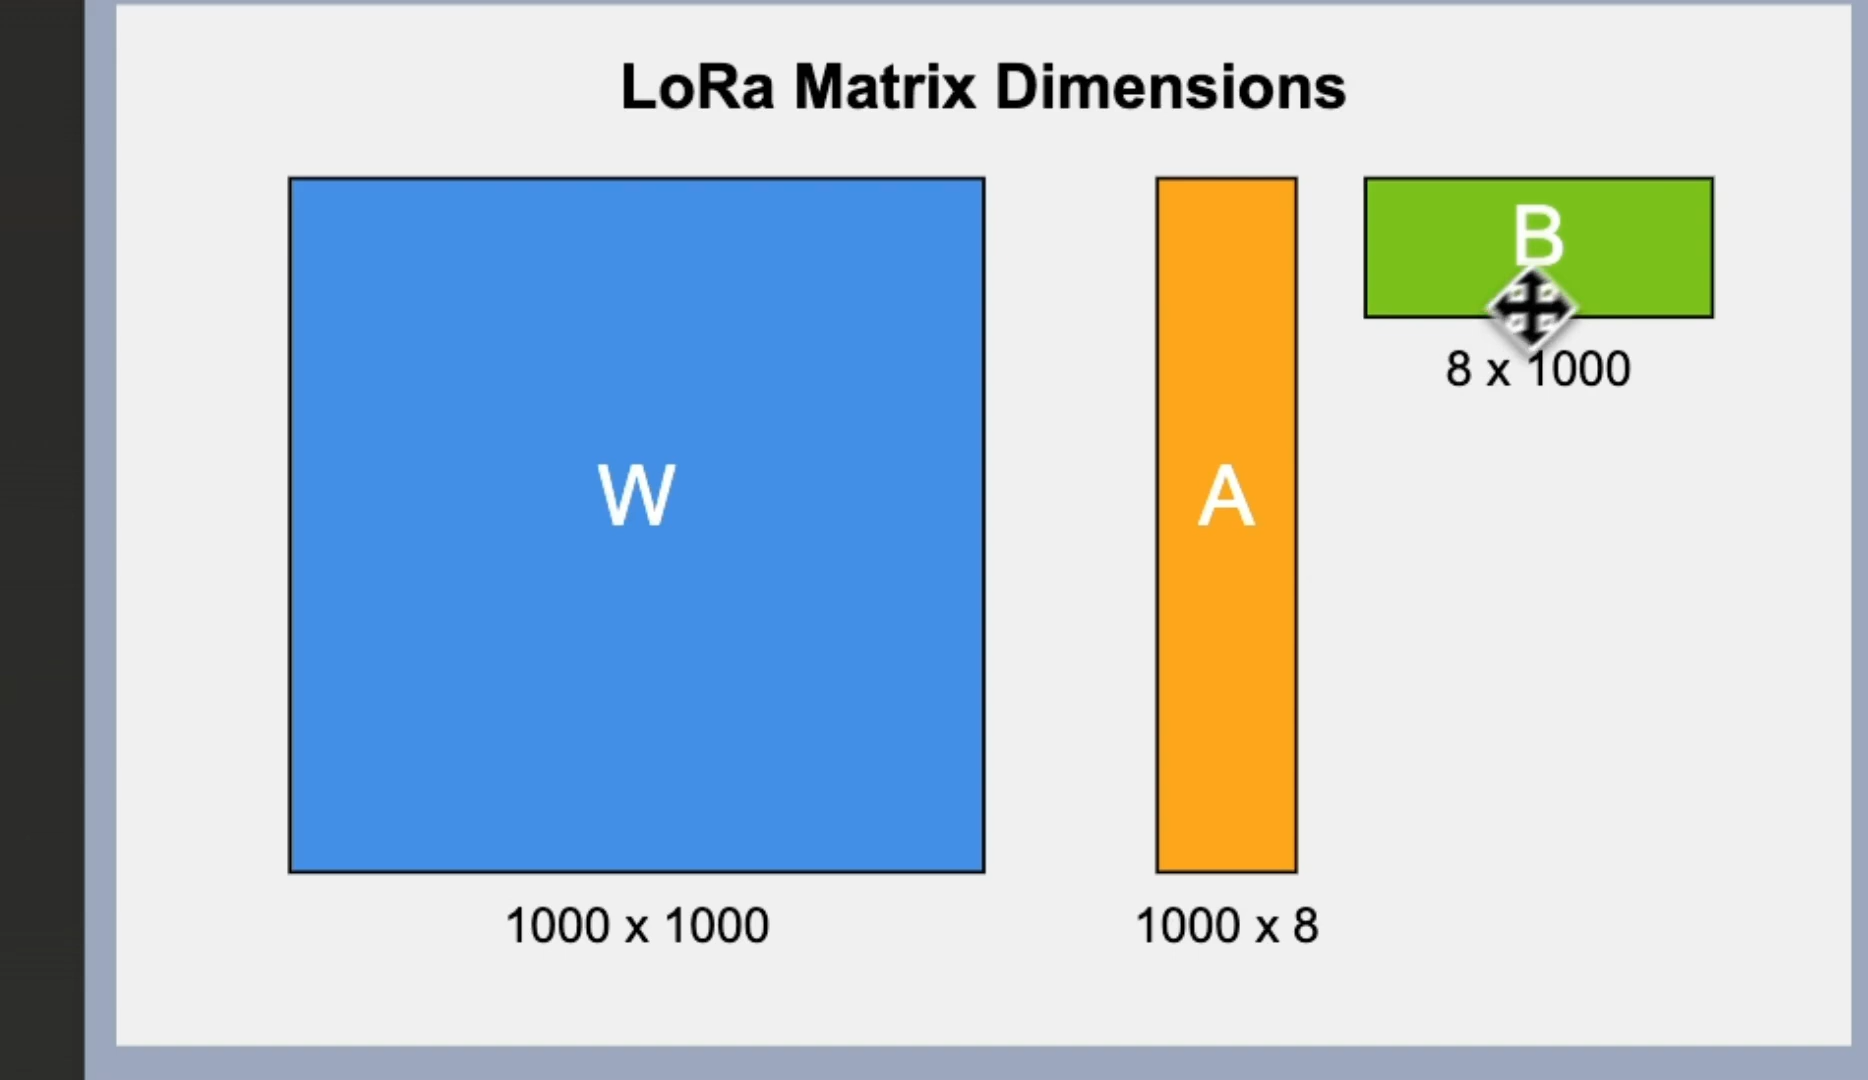 LoRa Matrix Dimensions
W
A
B
8 x 1000
1000 x 1000
1000 x 8